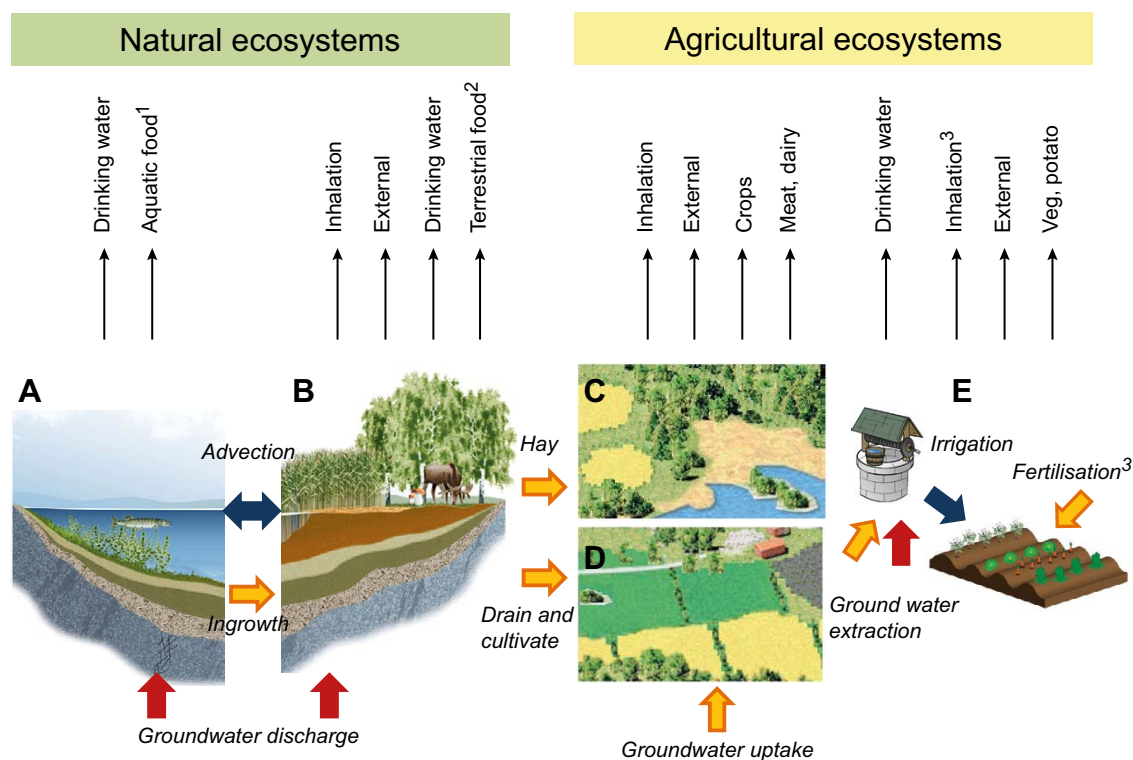 Natural ecosystems
Agricultural ecosystems
Drinking water
Aquatic food1
Inhalation
External
Drinking water
Terrestrial food2
Inhalation
External
Crops
Meat, dairy
Drinking water
Inhalation3
External
Veg, potato
A
B
C
D
E
Advection
Ingrowth
Hay
Drain and
cultivate
Irrigation
Fertilisation3
Ground water
extraction
Groundwater discharge
Groundwater uptake